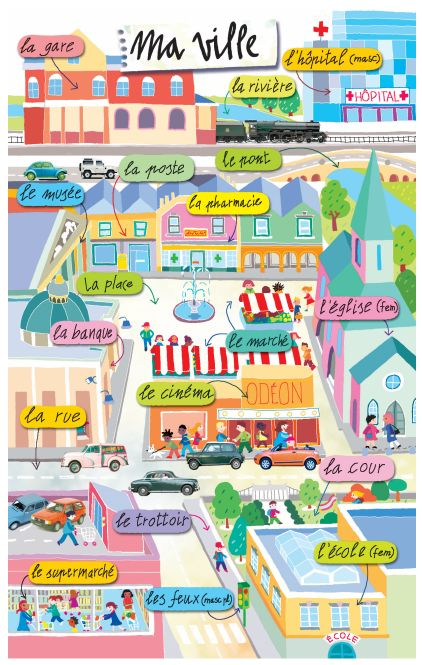 ma ville
la gare
l'hôpital (masc)
la rivière
HÔPITAL
le pont
la poste
le musée
la pharmacie
la place
l'église (fem)
la banque
le marché
le cinéma
ODÉON
la rue
la cour
le trottoir
l'école (fem)
le supermarché
les feux (masc pl)
ÉCOLE